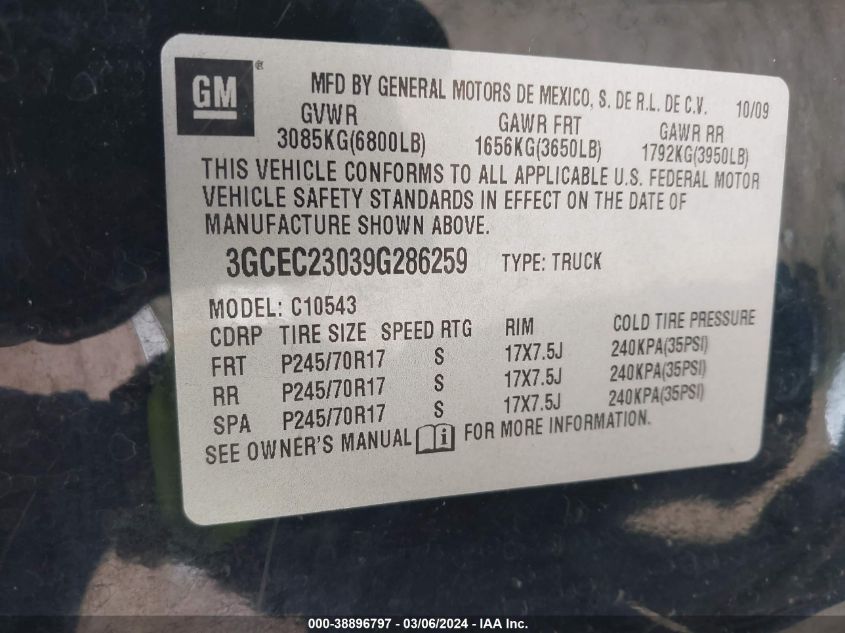 GM ®
MFD BY GENERAL MOTORS DE MEXICO, S. DE R.L. DE C.V. 10/09
GVWR GAWR FRT GAWR RR
3085KG(6800LB) 1656KG(3650LB) 1792KG(3950LB)
THIS VEHICLE CONFORMS TO ALL APPLICABLE U.S. FEDERAL MOTOR
VEHICLE SAFETY STANDARDS IN EFFECT ON THE DATE OF
MANUFACTURE SHOWN ABOVE.
3GCEC23039G286259 TYPE: TRUCK
MODEL: C10543
CDRP TIRE SIZE SPEED RTG RIM COLD TIRE PRESSURE
FRT P245/70R17 S 17X7.5J 240KPA(35PSI)
RR P245/70R17 S 17X7.5J 240KPA(35PSI)
SPA P245/70R17 S 17X7.5J 240KPA(35PSI)
SEE OWNER'S MANUAL FOR MORE INFORMATION.
000-38896797 - 03/06/2024 - IAA Inc.